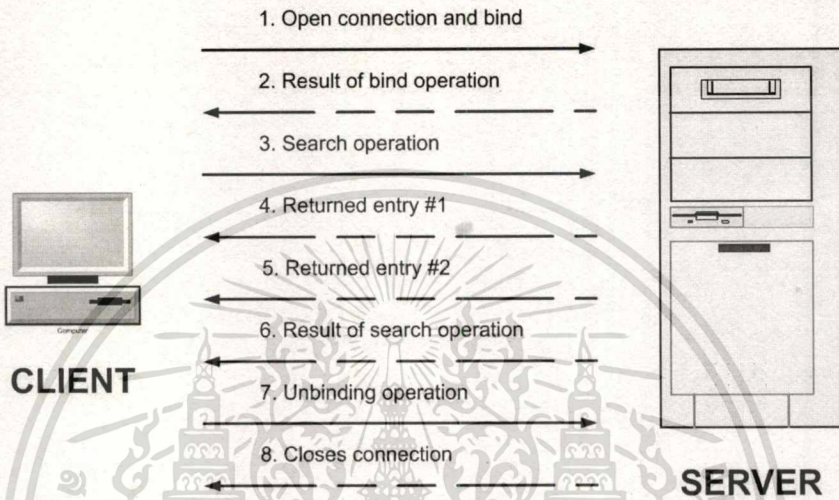 1. Open connection and bind
2. Result of bind operation
3. Search operation
4. Returned entry #1
5. Returned entry #2
6. Result of search operation
7. Unbinding operation
8. Closes connection
Computer
CLIENT
SERVER